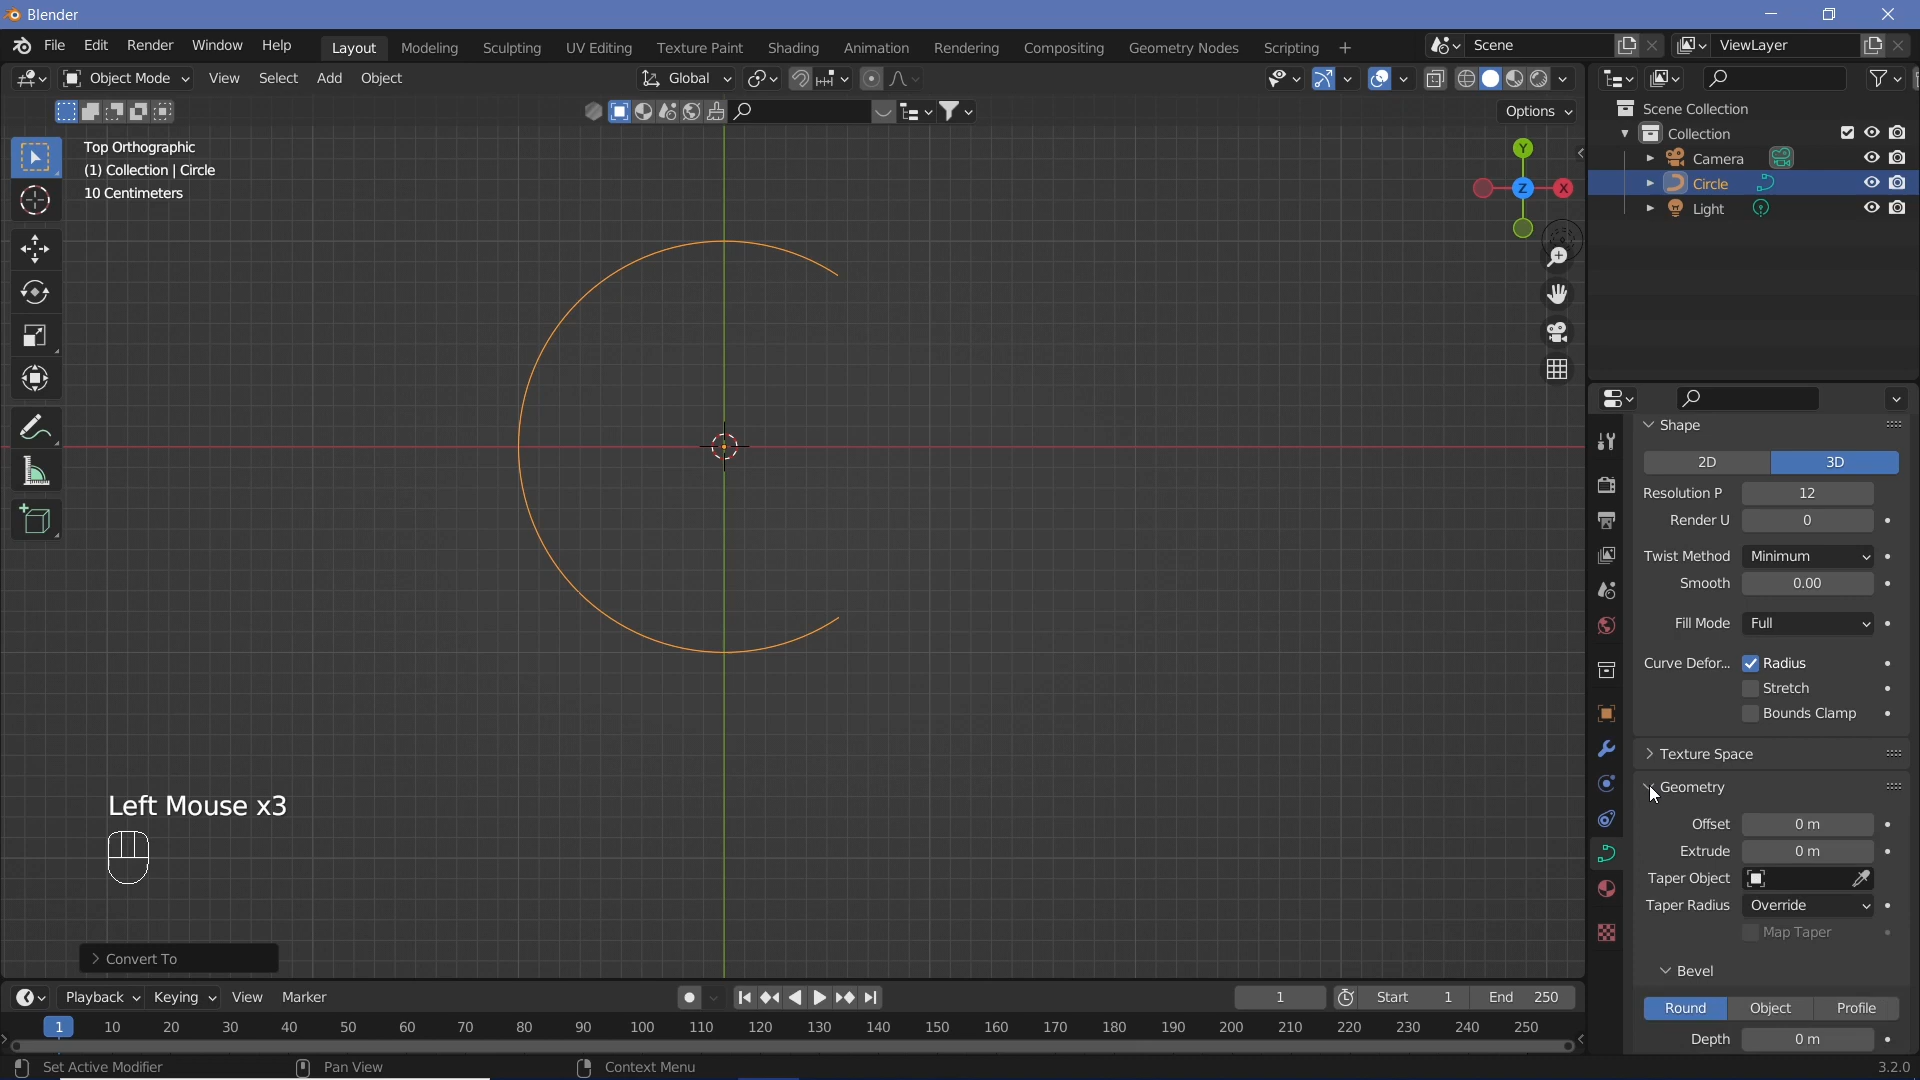 Blender
File Edit Render Window Help Layout Modeling Sculpting UV Editing Texture Paint Shading Animation Rendering Compositing Geometry Nodes Scripting + Scene ViewLayer
Object Mode View Select Add Object Global
Options
Top Orthographic
(1) Collection | Circle
10 Centimeters
Y
Z X
Scene Collection
Collection
Camera
Circle
Light
Shape
2D 3D
Resolution P 12
Render U 0
Twist Method Minimum
Smooth 0.00
Fill Mode Full
Curve Defor... Radius
Stretch
Bounds Clamp
Texture Space
Geometry
Offset 0 m
Extrude 0 m
Taper Object
Taper Radius Override
Map Taper
Bevel
Round Object Profile
Depth 0 m
Left Mouse x3
Convert To
Playback Keying View Marker 1 Start 1 End 250
1 10 20 30 40 50 60 70 80 90 100 110 120 130 140 150 160 170 180 190 200 210 220 230 240 250
Set Active Modifier Pan View Context Menu 3.2.0